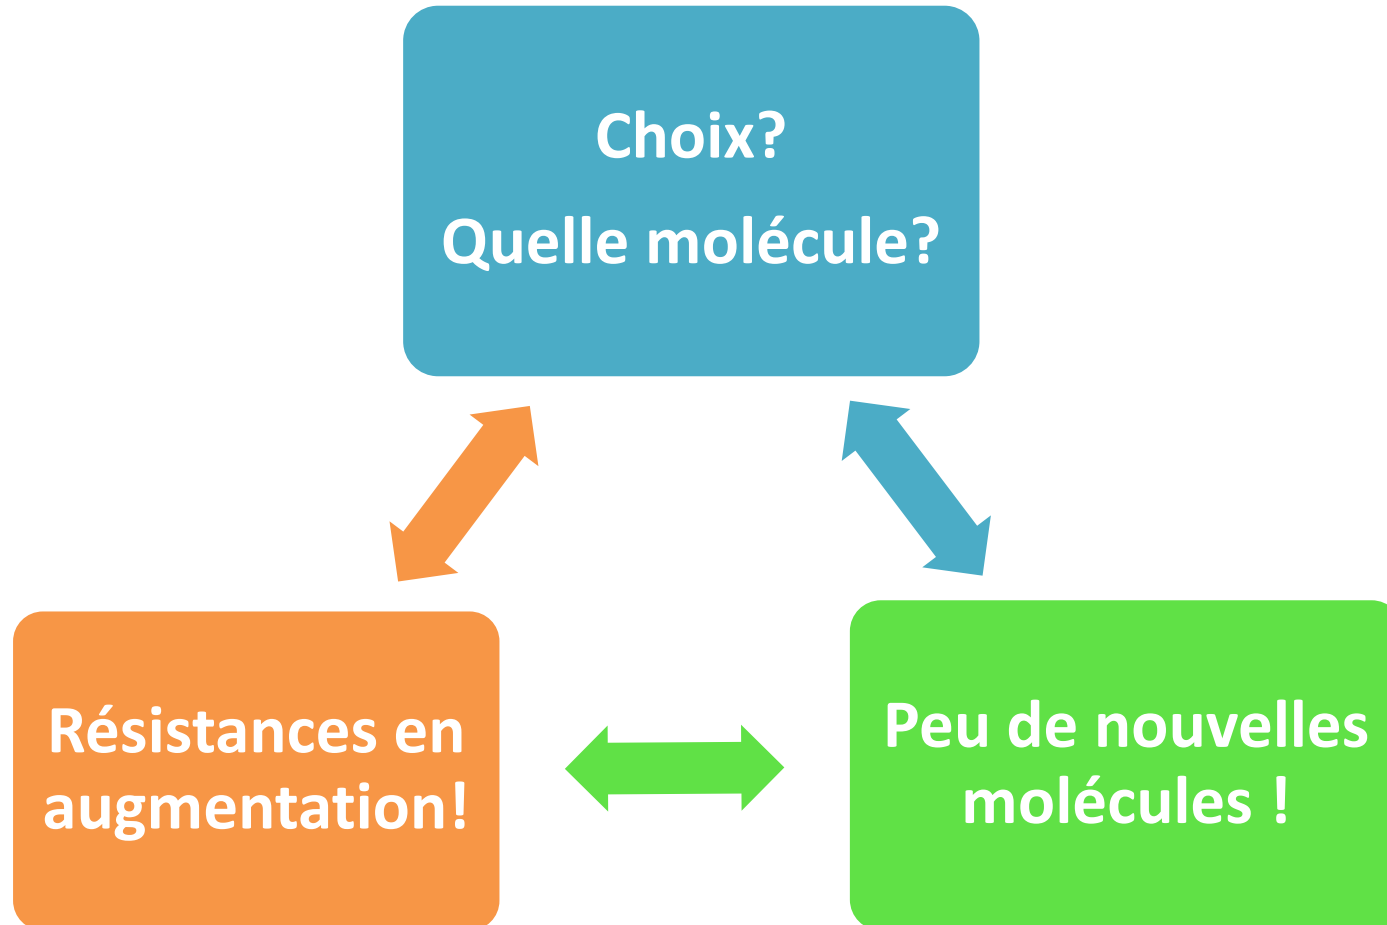 Choix?
Quelle molécule?
Résistances en
augmentation!
Peu de nouvelles
molécules !